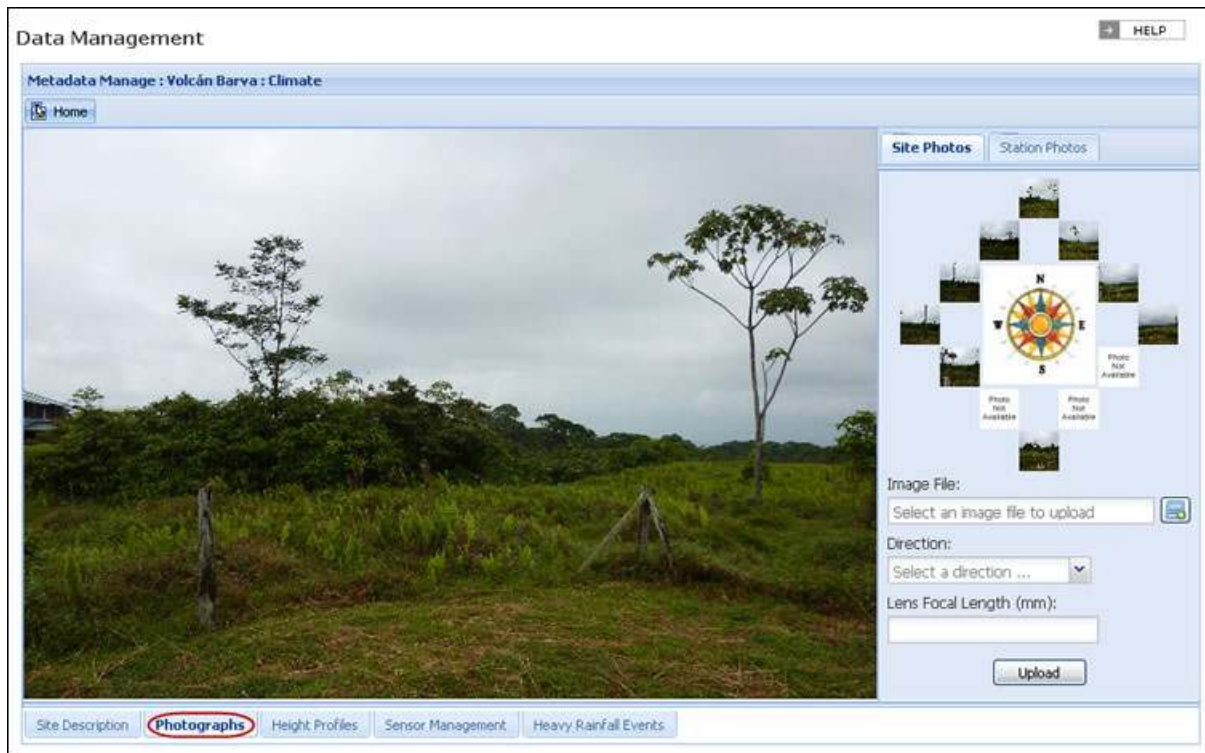 Data Management
HELP
Metadata Manage : Volcán Barva : Climate
Home
Site Photos
Station Photos
N
W
E
S
Photo
Not
Available
Photo
Not
Available
Photo
Not
Available
Image File:
Select an image file to upload
Direction:
Select a direction ...
Lens Focal Length (mm):
Upload
Site Description
Photographs
Height Profiles
Sensor Management
Heavy Rainfall Events